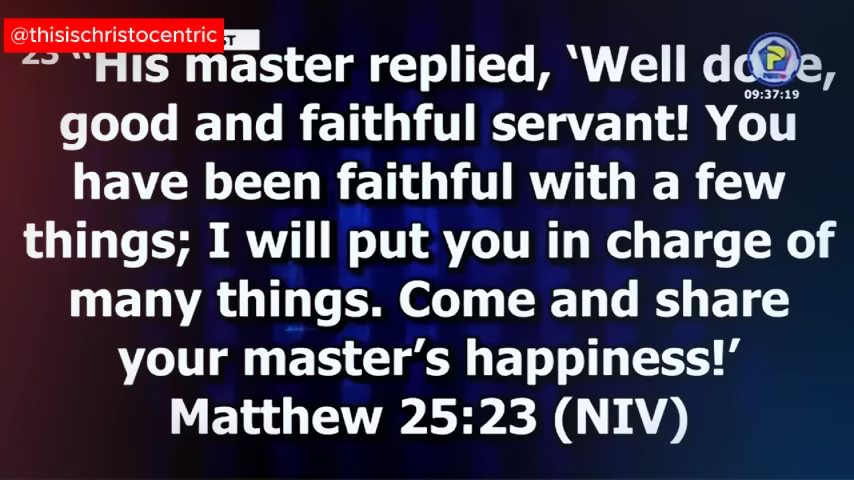 @thisischristocentric
ST
09:37:19
23 “His master replied, ‘Well done,
good and faithful servant! You
have been faithful with a few
things; I will put you in charge of
many things. Come and share
your master’s happiness!’
Matthew 25:23 (NIV)